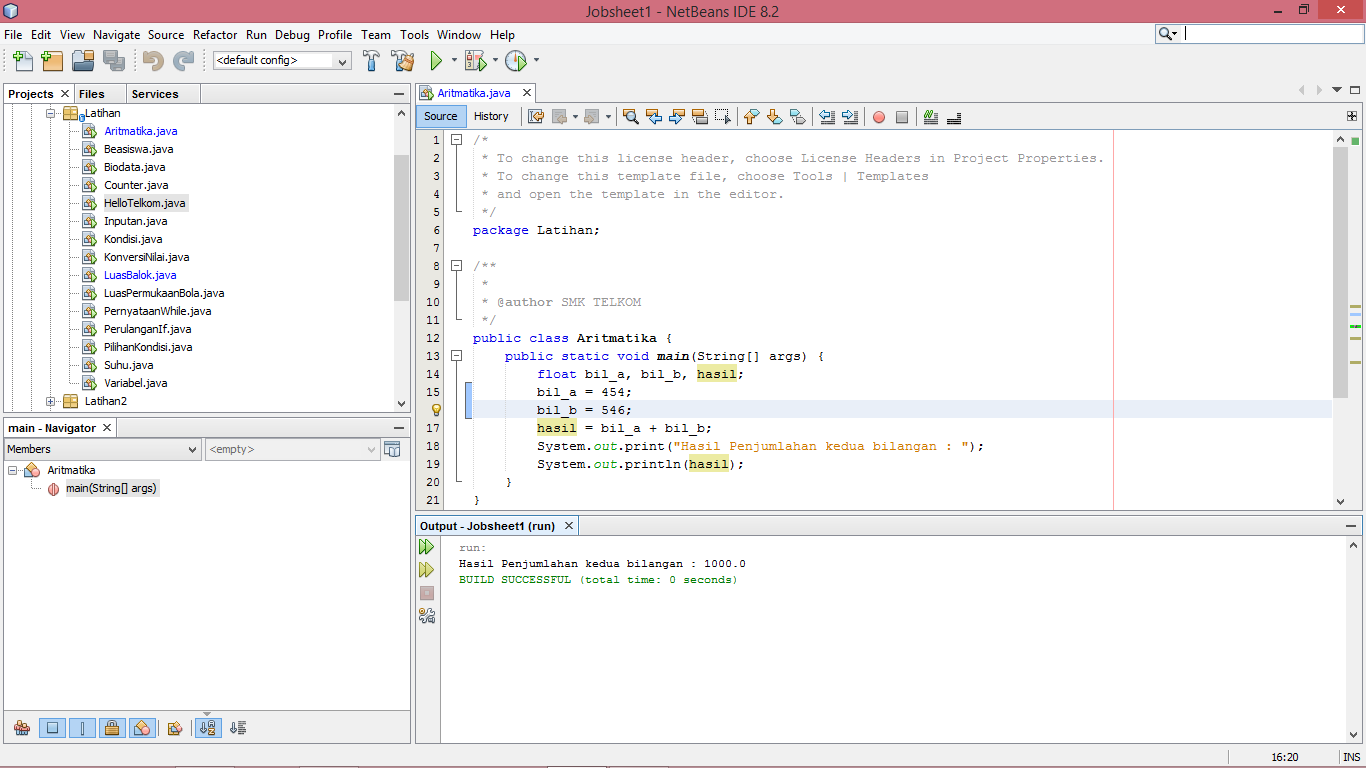 Jobsheet1 - NetBeans IDE 8.2
File Edit View Navigate Source Refactor Run Debug Profile Team Tools Window Help
<default config>
Projects Files Services
Latihan
Aritmatika.java
Beasiswa.java
Biodata.java
Counter.java
HelloTelkom.java
Inputan.java
Kondisi.java
KonversiNilai.java
LuasBalok.java
LuasPermukaanBola.java
PernyataanWhile.java
PerulanganIf.java
PilihanKondisi.java
Suhu.java
Variabel.java
Latihan2
main - Navigator
Members <empty>
Aritmatika
main(String[] args)
Aritmatika.java
Source History
1 /*
2 * To change this license header, choose License Headers in Project Properties.
3 * To change this template file, choose Tools | Templates
4 * and open the template in the editor.
5 */
6 package Latihan;
7
8 /**
9 *
10 * @author SMK TELKOM
11 */
12 public class Aritmatika {
13 public static void main(String[] args) {
14 float bil_a, bil_b, hasil;
15 bil_a = 454;
bil_b = 546;
17 hasil = bil_a + bil_b;
18 System.out.print("Hasil Penjumlahan kedua bilangan : ");
19 System.out.println(hasil);
20 }
21 }
Output - Jobsheet1 (run)
run:
Hasil Penjumlahan kedua bilangan : 1000.0
BUILD SUCCESSFUL (total time: 0 seconds)
16:20 INS